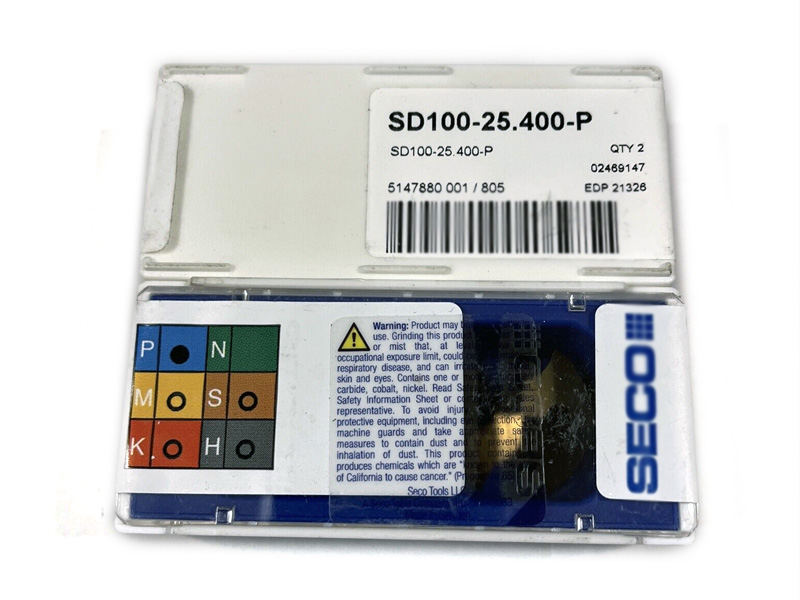 SD100-25.400-P
SD100-25.400-P
QTY 2
02469147
5147880 001 / 805
EDP 21326
P N
M S
K H
Warning: Product may
use. Grinding this product
or mist that, at
occupational exposure limit, could
respiratory disease, and can
skin and eyes. Contains one or
carbide, cobalt, nickel. Read
Safety Information Sheet or
representative. To avoid
protective equipment, including
machine guards and take
measures to contain dust and to prevent
inhalation of dust. This product
produces chemicals which are
of California to cause cancer."
Seco Tools
SECO